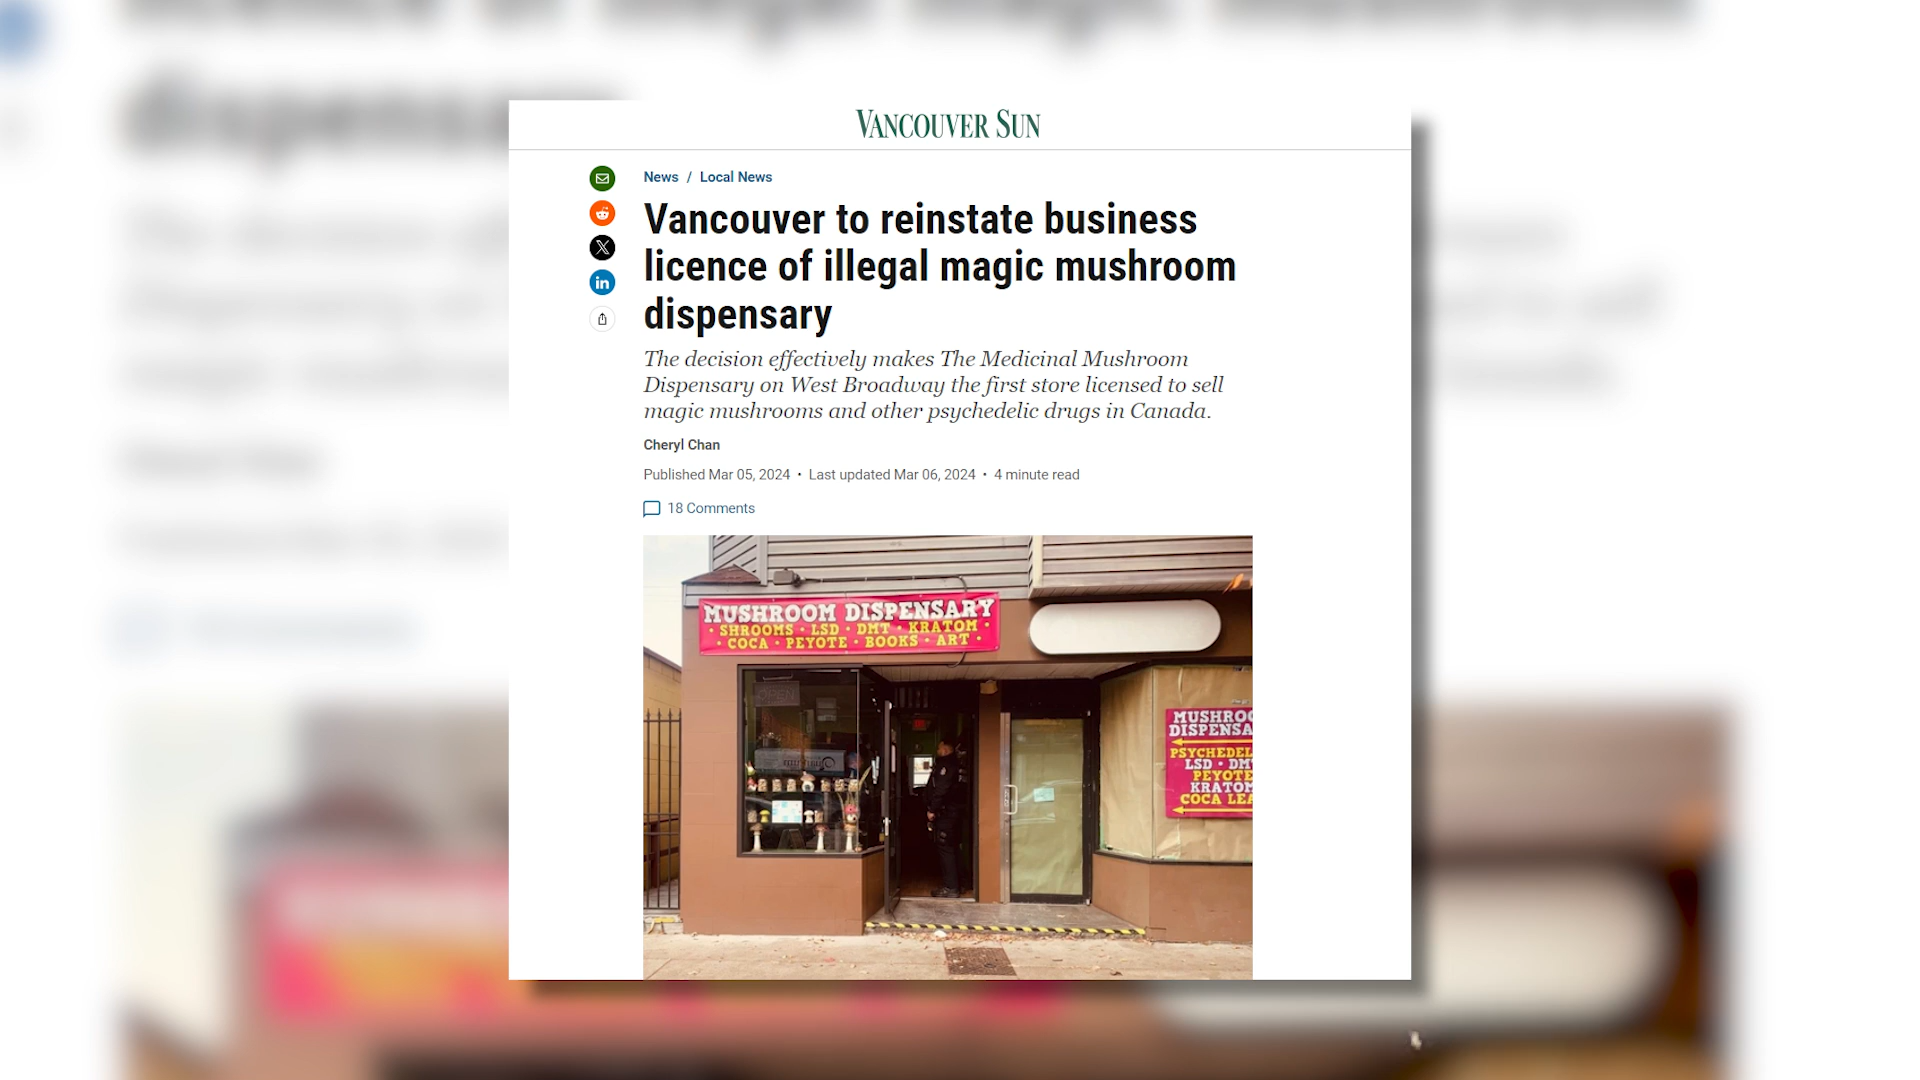 VANCOUVER SUN
News / Local News
Vancouver to reinstate business
licence of illegal magic mushroom
dispensary
The decision effectively makes The Medicinal Mushroom
Dispensary on West Broadway the first store licensed to sell
magic mushrooms and other psychedelic drugs in Canada.
Cheryl Chan
Published Mar 05, 2024 • Last updated Mar 06, 2024 • 4 minute read
18 Comments
MUSHROOM DISPENSARY
• SHROOMS • LSD • DMT • KRATOM •
• COCA • PEYOTE • BOOKS • ART •
OPEN
MUSHROO
DISPENSA
PSYCHEDEL
LSD • DM
PEYOTE
KRATOM
COCA LEA